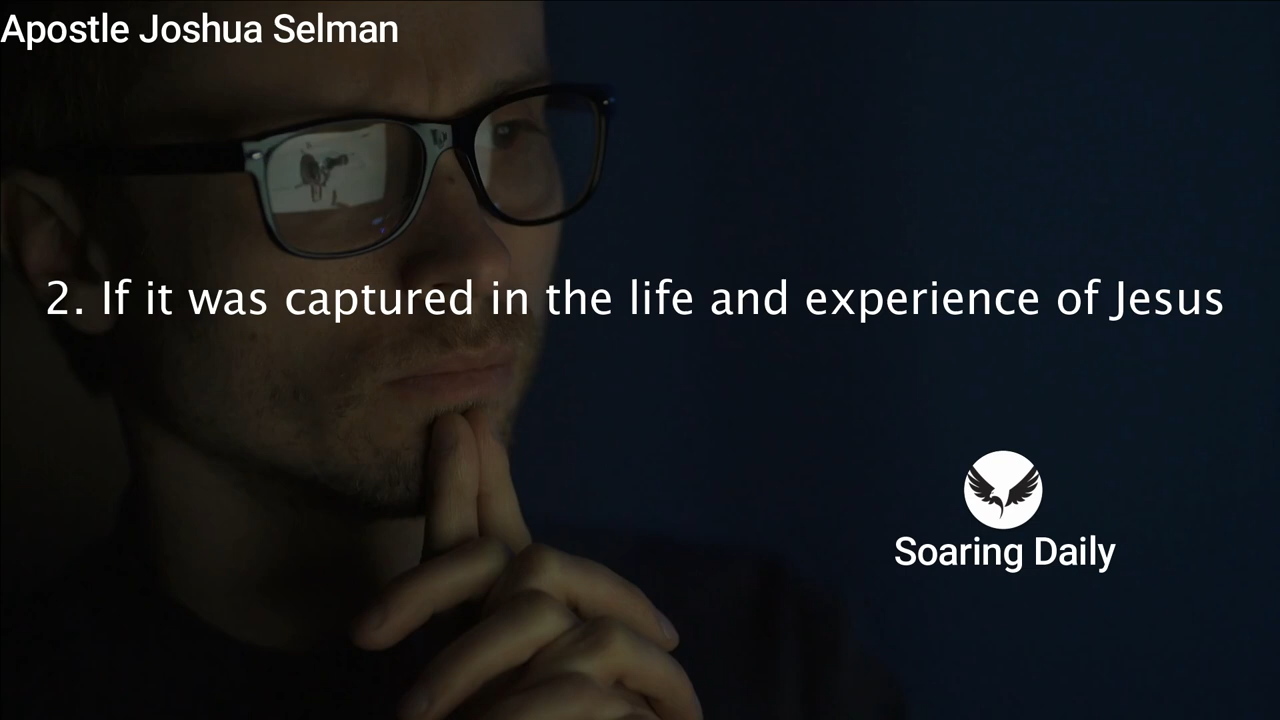 Apostle Joshua Selman
2. If it was captured in the life and experience of Jesus
Soaring Daily